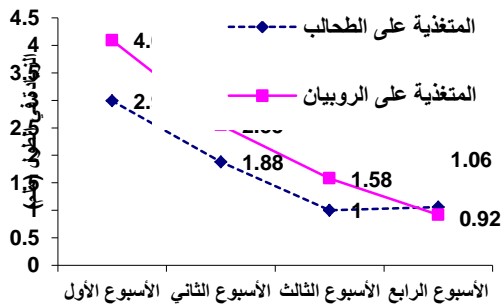 4.5
4
3.5
3
2.5
2
1.5
1
0.5
0
المتغذية على الطحالب
المتغذية على الروبيان
1.88
1.58
1
1.06
0.92
الأسبوع الأول
الأسبوع الثاني
الأسبوع الثالث
الأسبوع الرابع